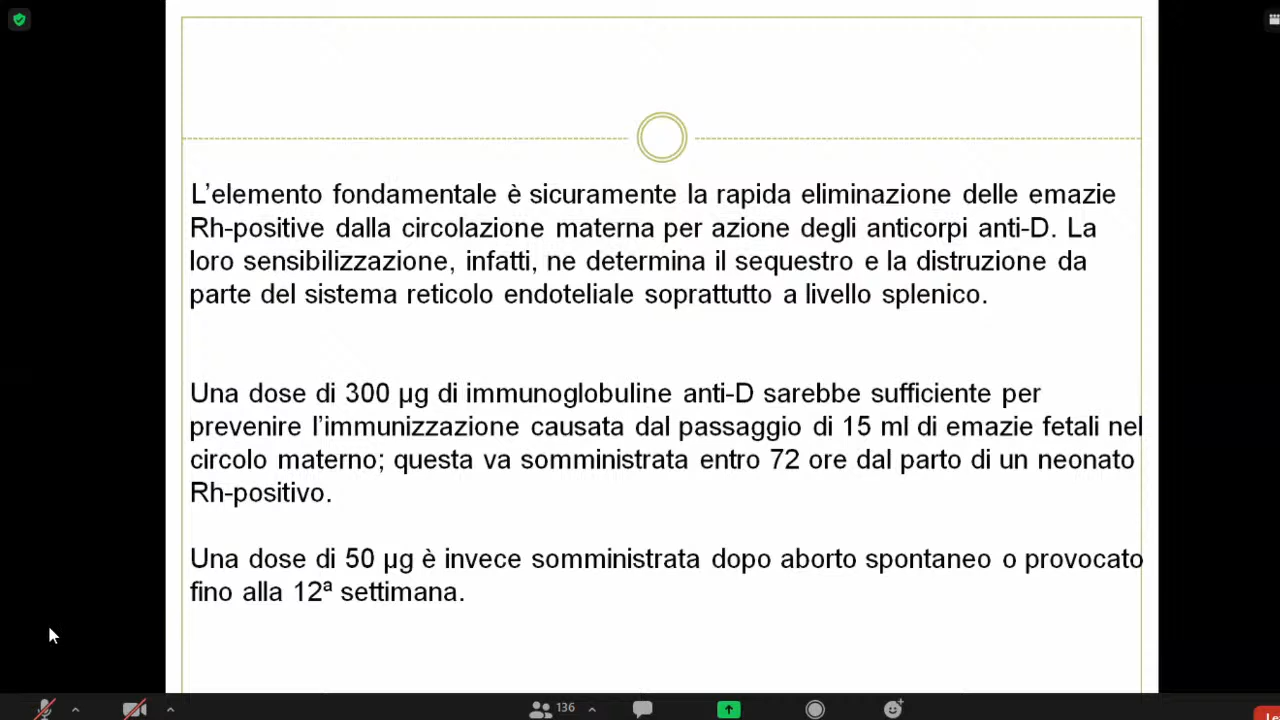 L’elemento fondamentale è sicuramente la rapida eliminazione delle emazie
Rh-positive dalla circolazione materna per azione degli anticorpi anti-D. La
loro sensibilizzazione, infatti, ne determina il sequestro e la distruzione da
parte del sistema reticolo endoteliale soprattutto a livello splenico.
Una dose di 300 µg di immunoglobuline anti-D sarebbe sufficiente per
prevenire l’immunizzazione causata dal passaggio di 15 ml di emazie fetali nel
circolo materno; questa va somministrata entro 72 ore dal parto di un neonato
Rh-positivo.
Una dose di 50 µg è invece somministrata dopo aborto spontaneo o provocato
fino alla 12ª settimana.
136